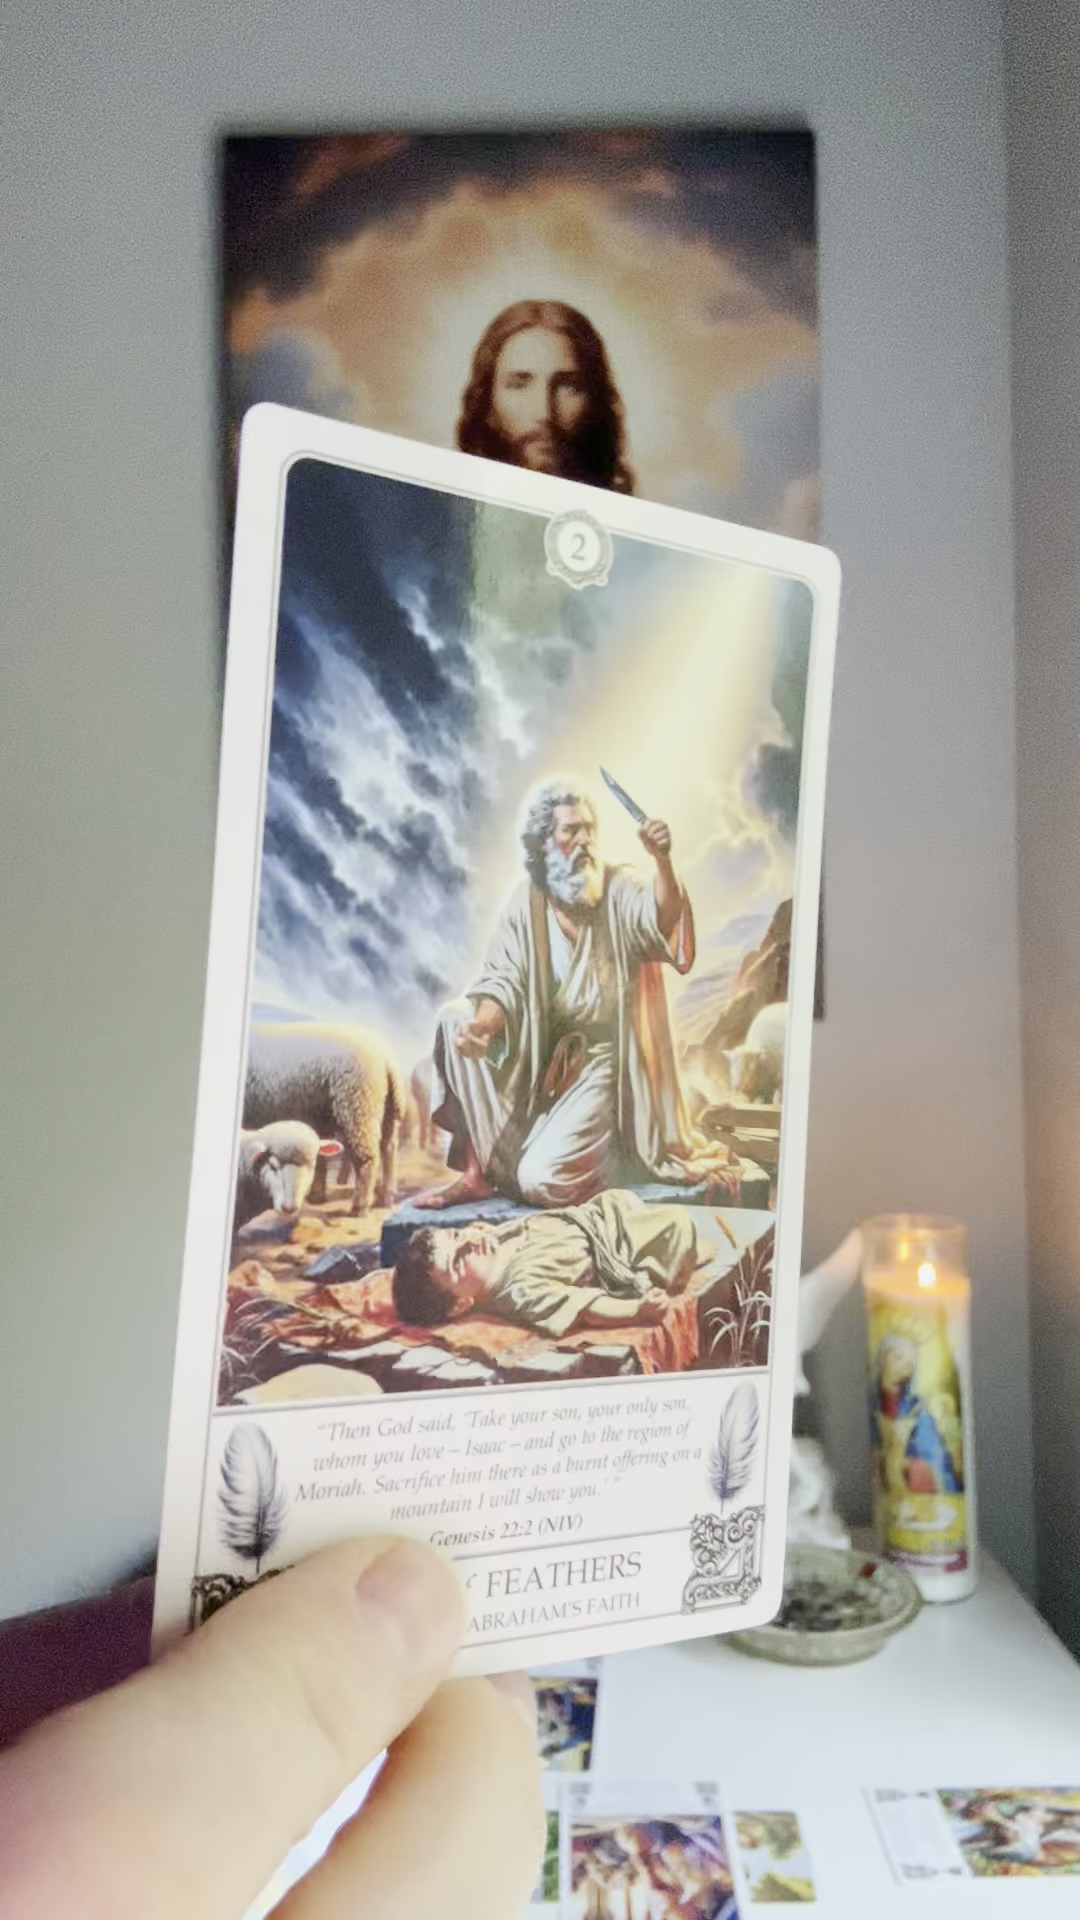 2
"Then God said, 'Take your son, your only son,
whom you love – Isaac – and go to the region of
Moriah. Sacrifice him there as a burnt offering on a
mountain I will show you.' "
Genesis 22:2 (NIV)
FEATHERS
ABRAHAM'S FAITH